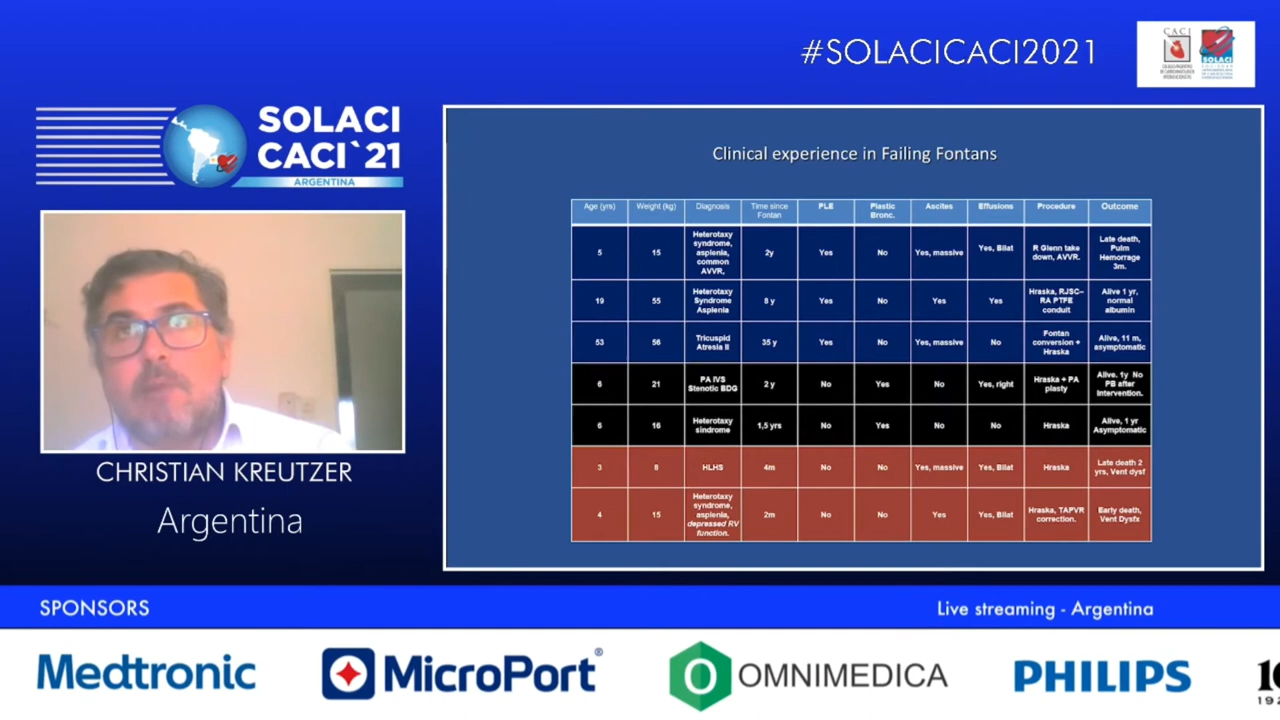 #SOLACICACI2021
CACI
SOLACI
SOLACI
CACI`21
ARGENTINA
CHRISTIAN KREUTZER
Argentina
Clinical experience in Failing Fontans
Age (yrs) Weight (kg) Diagnosis Time since Fontan PLE Plastic Bronc. Ascites Effusions Procedure Outcome
5 15 Heterotaxy syndrome, asplenia, common AVVR, 2y Yes No Yes, massive Yes, Bilat R Glenn take down, AVVR. Late death, Pulm Hemorrage 3m.
19 55 Heterotaxy Syndrome Asplenia 8 y Yes No Yes Yes Hraska, RJSC–RA PTFE conduit Alive 1 yr, normal albumin
53 56 Tricuspid Atresia II 35 y Yes No Yes, massive No Fontan conversion + Hraska Alive, 11 m, asymptomatic
6 21 PA IVS Stenotic BDG 2 y No Yes No Yes, right Hraska + PA plasty Alive. 1y No PB after intervention.
6 16 Heterotaxy sindrome 1,5 yrs No Yes No No Hraska Alive, 1 yr Asymptomatic
3 8 HLHS 4m No No Yes, massive Yes, Bilat Hraska Late death 2 yrs, Vent dysf
4 15 Heterotaxy syndrome, asplenia, depressed RV function. 2m No No Yes Yes, Bilat Hraska, TAPVR correction. Early death, Vent Dysfx
SPONSORS
Live streaming - Argentina
Medtronic
MicroPort®
OMNIMEDICA
PHILIPS